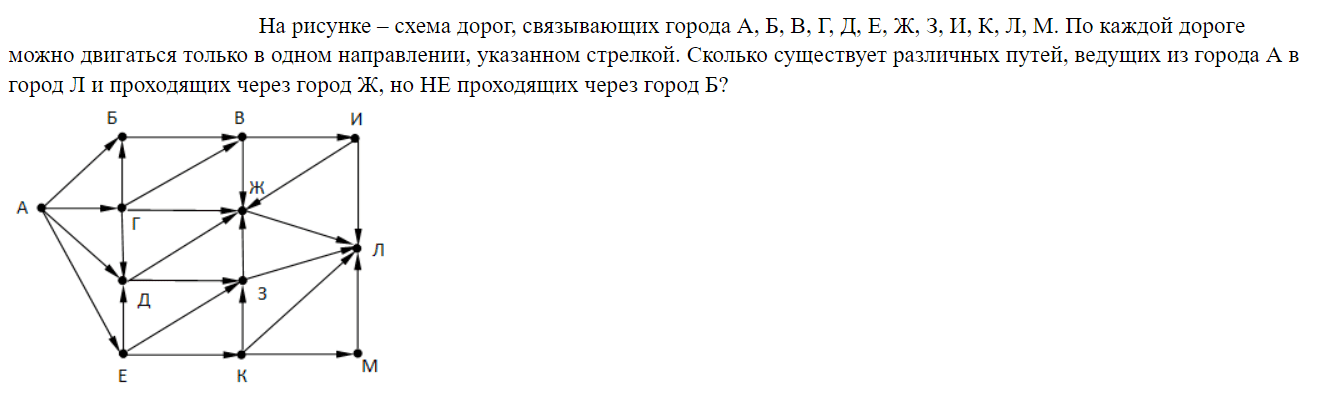 На рисунке – схема дорог, связывающих города А, Б, В, Г, Д, Е, Ж, З, И, К, Л, М. По каждой дороге
можно двигаться только в одном направлении, указанном стрелкой. Сколько существует различных путей, ведущих из города А в
город Л и проходящих через город Ж, но НЕ проходящих через город Б?
Б В И
Ж
А
Г
Л
Д З
М
Е К